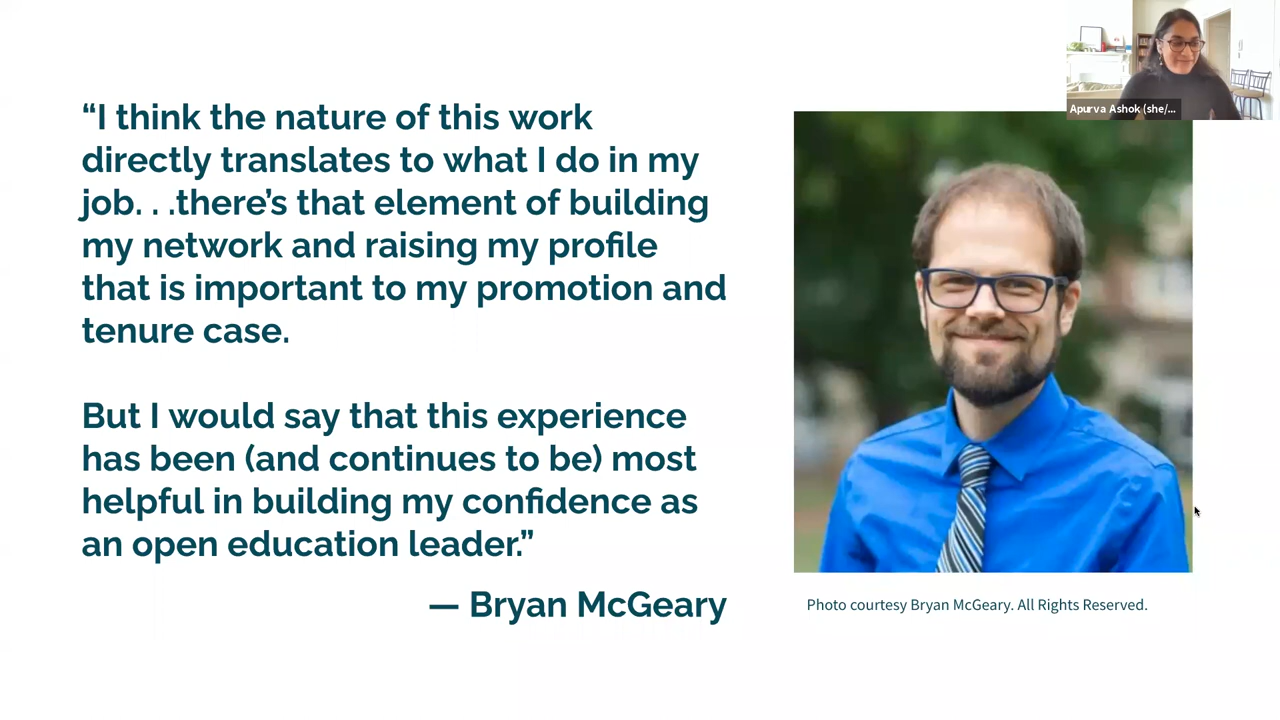 “I think the nature of this work
directly translates to what I do in my
job. . .there’s that element of building
my network and raising my profile
that is important to my promotion and
tenure case.
But I would say that this experience
has been (and continues to be) most
helpful in building my confidence as
an open education leader.”
— Bryan McGeary
Photo courtesy Bryan McGeary. All Rights Reserved.
Apurva Ashok (she/...